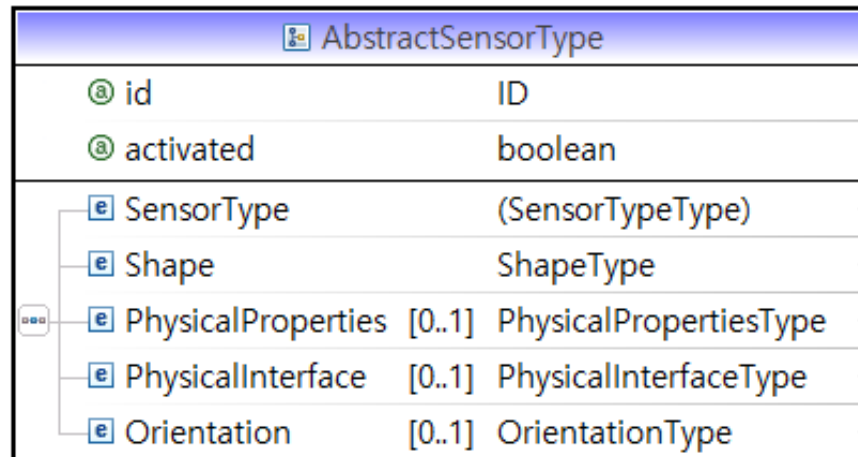 AbstractSensorType
id ID
activated boolean
SensorType (SensorTypeType)
Shape ShapeType
PhysicalProperties [0..1] PhysicalPropertiesType
PhysicalInterface [0..1] PhysicalInterfaceType
Orientation [0..1] OrientationType